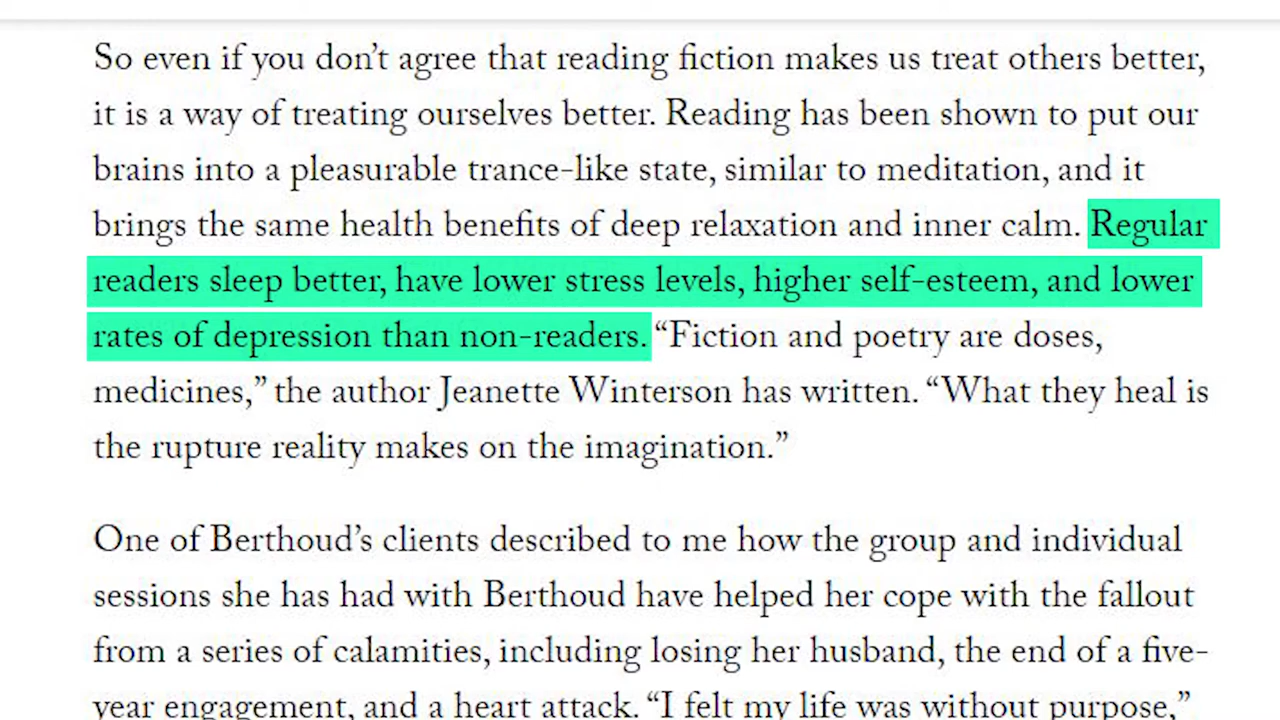 So even if you don’t agree that reading fiction makes us treat others better,
it is a way of treating ourselves better. Reading has been shown to put our
brains into a pleasurable trance-like state, similar to meditation, and it
brings the same health benefits of deep relaxation and inner calm. Regular
readers sleep better, have lower stress levels, higher self-esteem, and lower
rates of depression than non-readers. “Fiction and poetry are doses,
medicines,” the author Jeanette Winterson has written. “What they heal is
the rupture reality makes on the imagination.”
One of Berthoud’s clients described to me how the group and individual
sessions she has had with Berthoud have helped her cope with the fallout
from a series of calamities, including losing her husband, the end of a five-
year engagement, and a heart attack. “I felt my life was without purpose,”